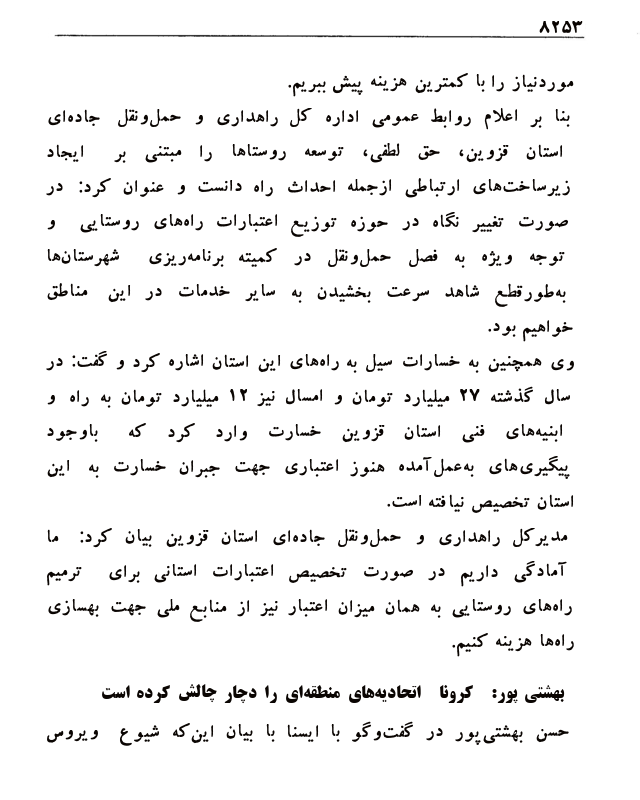 ۸۲۵۳
موردنیاز را با کمترین هزینه پیش ببریم.
بنا بر اعلام روابط عمومی اداره کل راهداری و حمل‌ونقل جاده‌ای
استان قزوین، حق لطفی، توسعه روستاها را مبتنی بر ایجاد
زیرساخت‌های ارتباطی ازجمله احداث راه دانست و عنوان کرد: در
صورت تغییر نگاه در حوزه توزیع اعتبارات راه‌های روستایی و
توجه ویژه به فصل حمل‌ونقل در کمیته برنامه‌ریزی شهرستان‌ها
به‌طورقطع شاهد سرعت بخشیدن به سایر خدمات در این مناطق
خواهیم بود.
وی همچنین به خسارات سیل به راه‌های این استان اشاره کرد و گفت: در
سال گذشته ۲۷ میلیارد تومان و امسال نیز ۱۲ میلیارد تومان به راه و
ابنیه‌های فنی استان قزوین خسارت وارد کرد که باوجود
پیگیری‌های به‌عمل‌آمده هنوز اعتباری جهت جبران خسارت به این
استان تخصیص نیافته است.
مدیرکل راهداری و حمل‌ونقل جاده‌ای استان قزوین بیان کرد: ما
آمادگی داریم در صورت تخصیص اعتبارات استانی برای ترمیم
راه‌های روستایی به همان میزان اعتبار نیز از منابع ملی جهت بهسازی
راه‌ها هزینه کنیم.
بهشتی پور: کرونا اتحادیه‌های منطقه‌ای را دچار چالش کرده است
حسن بهشتی‌پور در گفت‌وگو با ایسنا با بیان این‌که شیوع ویروس